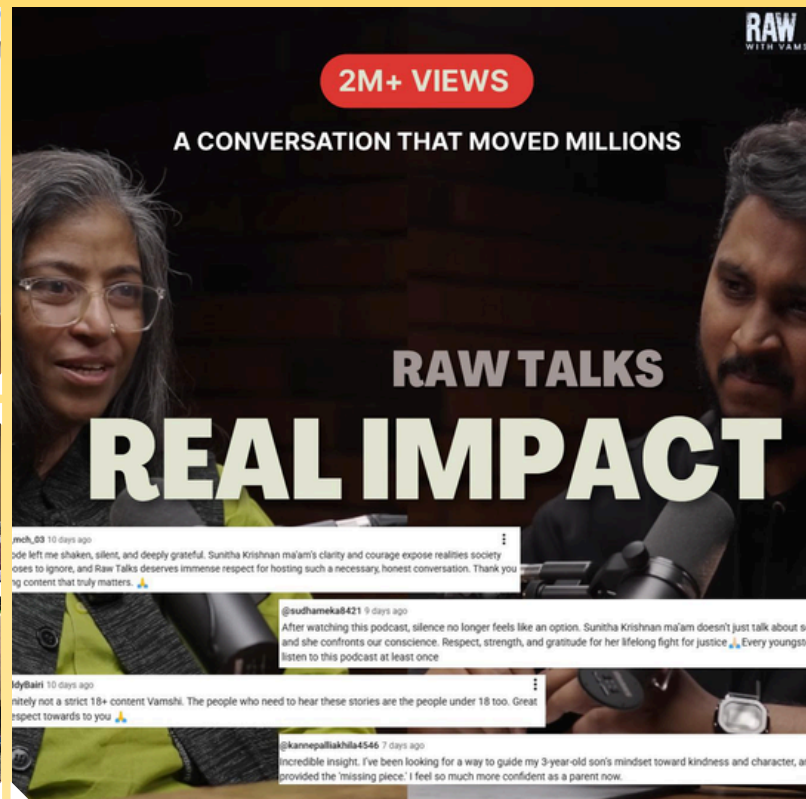 RAW
WITH VAMS
2M+ VIEWS
A CONVERSATION THAT MOVED MILLIONS
RAW TALKS
REAL IMPACT
mch_03 10 days ago
ode left me shaken, silent, and deeply grateful. Sunitha Krishnan ma'am's clarity and courage expose realities society
oses to ignore, and Raw Talks deserves immense respect for hosting such a necessary, honest conversation. Thank you
ng content that truly matters. 🙏
@sudhameka8421 9 days ago
After watching this podcast, silence no longer feels like an option. Sunitha Krishnan ma'am doesn't just talk about s
and she confronts our conscience. Respect, strength, and gratitude for her lifelong fight for justice🙏Every youngst
listen to this podcast at least once
ldyBairi 10 days ago
nitely not a strict 18+ content Vamshi. The people who need to hear these stories are the people under 18 too. Great
espect towards to you 🙏
@kannepalliakhila4546 7 days ago
Incredible insight. I've been looking for a way to guide my 3-year-old son's mindset toward kindness and character, a
provided the 'missing piece.' I feel so much more confident as a parent now.